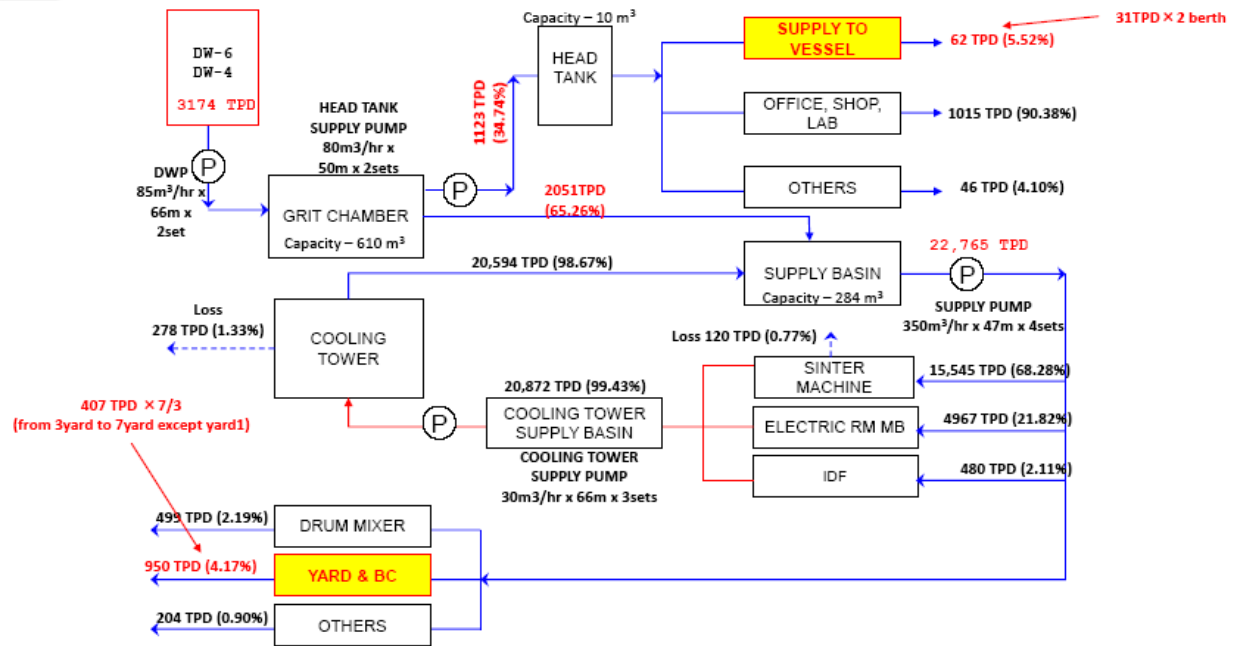 DW-6
DW-4
3174 TPD
P
DWP
85m³/hr x
66m x
2set
HEAD TANK
SUPPLY PUMP
80m3/hr x
50m x 2sets
GRIT CHAMBER
Capacity – 610 m³
P
1123 TPD
(34.74%)
Capacity – 10 m³
HEAD
TANK
SUPPLY TO
VESSEL
62 TPD (5.52%)
31TPD × 2 berth
OFFICE, SHOP,
LAB
1015 TPD (90.38%)
OTHERS
46 TPD (4.10%)
2051TPD
(65.26%)
20,594 TPD (98.67%)
SUPPLY BASIN
Capacity – 284 m³
22,765 TPD
P
SUPPLY PUMP
350m³/hr x 47m x 4sets
Loss
278 TPD (1.33%)
COOLING
TOWER
Loss 120 TPD (0.77%)
SINTER
MACHINE
15,545 TPD (68.28%)
20,872 TPD (99.43%)
COOLING TOWER
SUPPLY BASIN
P
ELECTRIC RM MB
4967 TPD (21.82%)
COOLING TOWER
SUPPLY PUMP
30m3/hr x 66m x 3sets
IDF
480 TPD (2.11%)
407 TPD × 7/3
(from 3yard to 7yard except yard1)
499 TPD (2.19%)
DRUM MIXER
950 TPD (4.17%)
YARD & BC
204 TPD (0.90%)
OTHERS